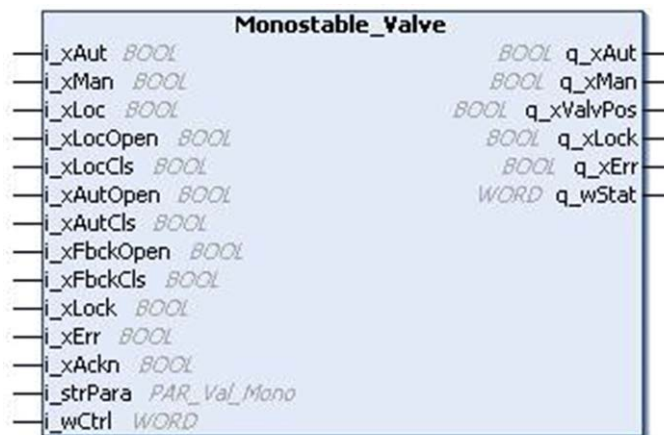 Monostable_Valve
i_xAut BOOL BOOL q_xAut
i_xMan BOOL BOOL q_xMan
i_xLoc BOOL BOOL q_xValvPos
i_xLocOpen BOOL BOOL q_xLock
i_xLocCls BOOL BOOL q_xErr
i_xAutOpen BOOL WORD q_wStat
i_xAutCls BOOL
i_xFbckOpen BOOL
i_xFbckCls BOOL
i_xLock BOOL
i_xErr BOOL
i_xAckn BOOL
i_strPara PAR_Val_Mono
i_wCtrl WORD